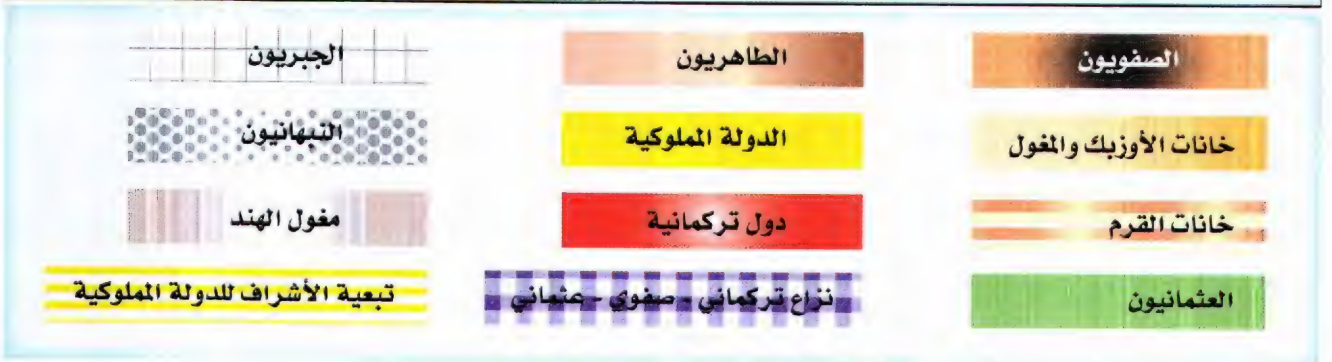 الصفويون
الطاهريون
الجبريون
خانات الأوزبك والمغول
الدولة المملوكية
النبهانيون
خانات القرم
دول تركمانية
مغول الهند
العثمانيون
نزاع تركماني - صفوي - عثماني
تبعية الأشراف للدولة المملوكية